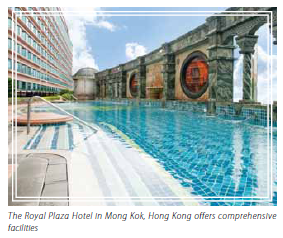 The Royal Plaza Hotel in Mong Kok, Hong Kong offers comprehensive
facilities